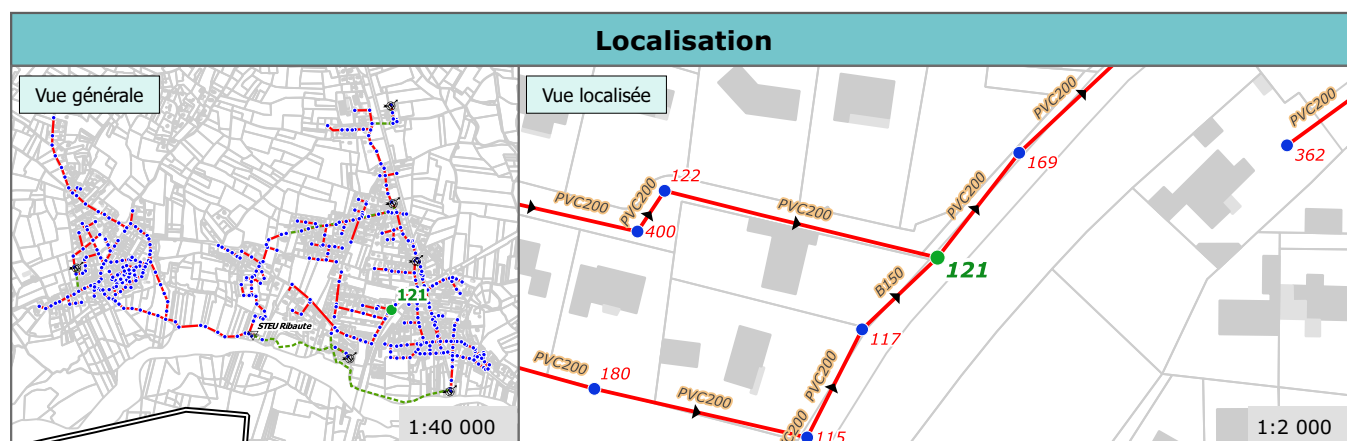 Localisation
Vue générale
121
STEU Ribaute
1:40 000
Vue localisée
PVC200
PVC200
362
169
122
PVC200
PVC200
PVC200
PVC200
400
121
B150
117
PVC200
PVC200
180
PVC200
C200
115
1:2 000